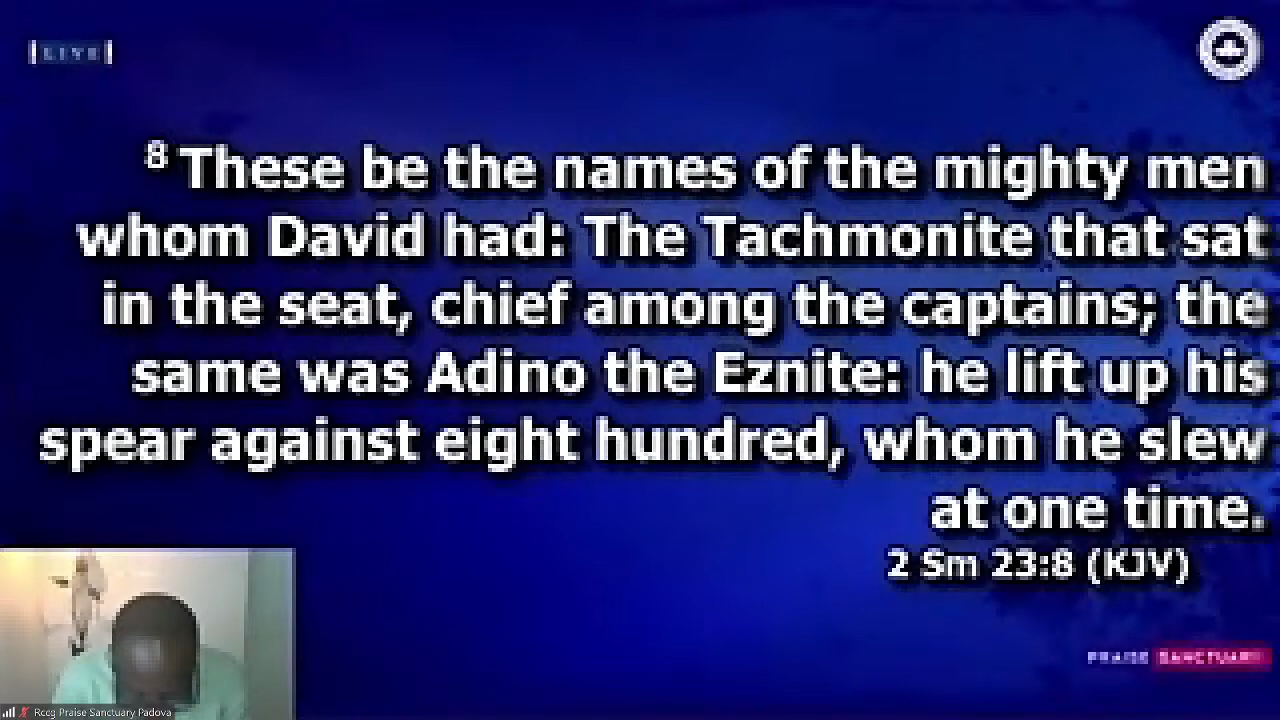 LIVE
8 These be the names of the mighty men
whom David had: The Tachmonite that sat
in the seat, chief among the captains; the
same was Adino the Eznite: he lift up his
spear against eight hundred, whom he slew
at one time.
2 Sm 23:8 (KJV)
PRAISE SANCTUARY
Rccg Praise Sanctuary Padova